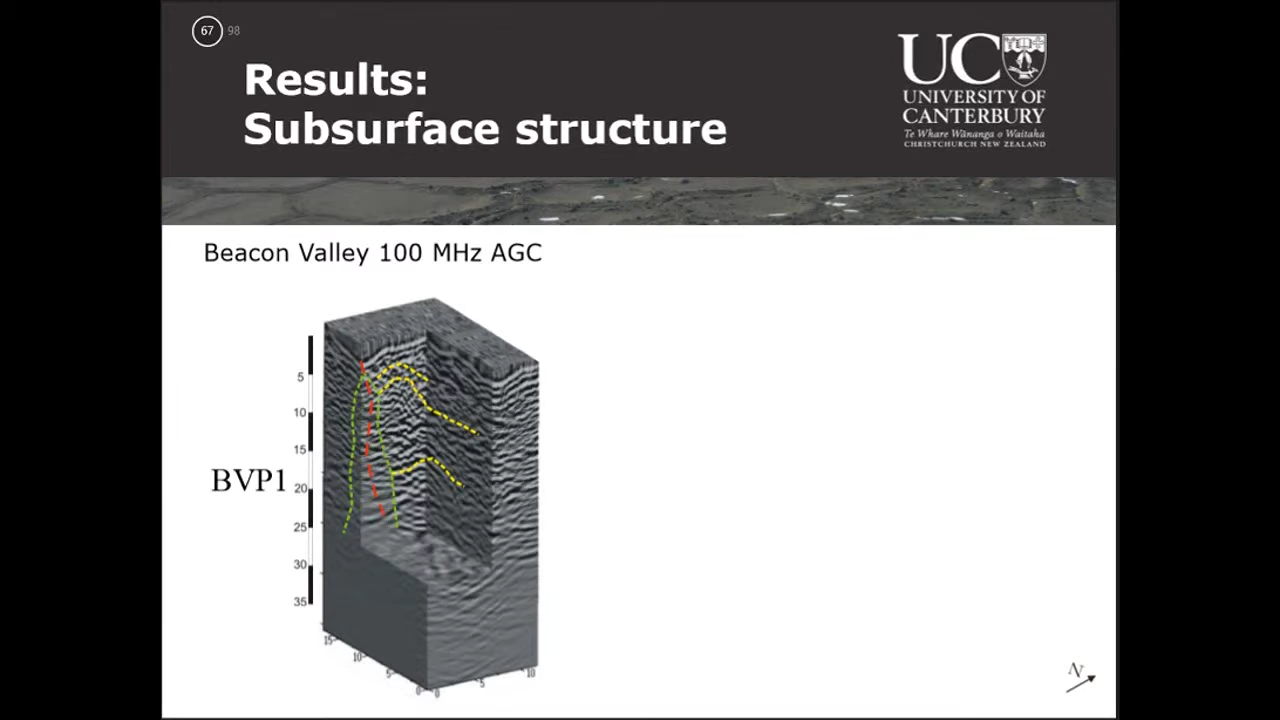 67 98
Results:
Subsurface structure
UC
UNIVERSITY OF
CANTERBURY
Te Whare Wānanga o Waitaha
CHRISTCHURCH NEW ZEALAND
Beacon Valley 100 MHz AGC
BVP1
5
10
15
20
25
30
35
15
10
5
0
0
5
10
N